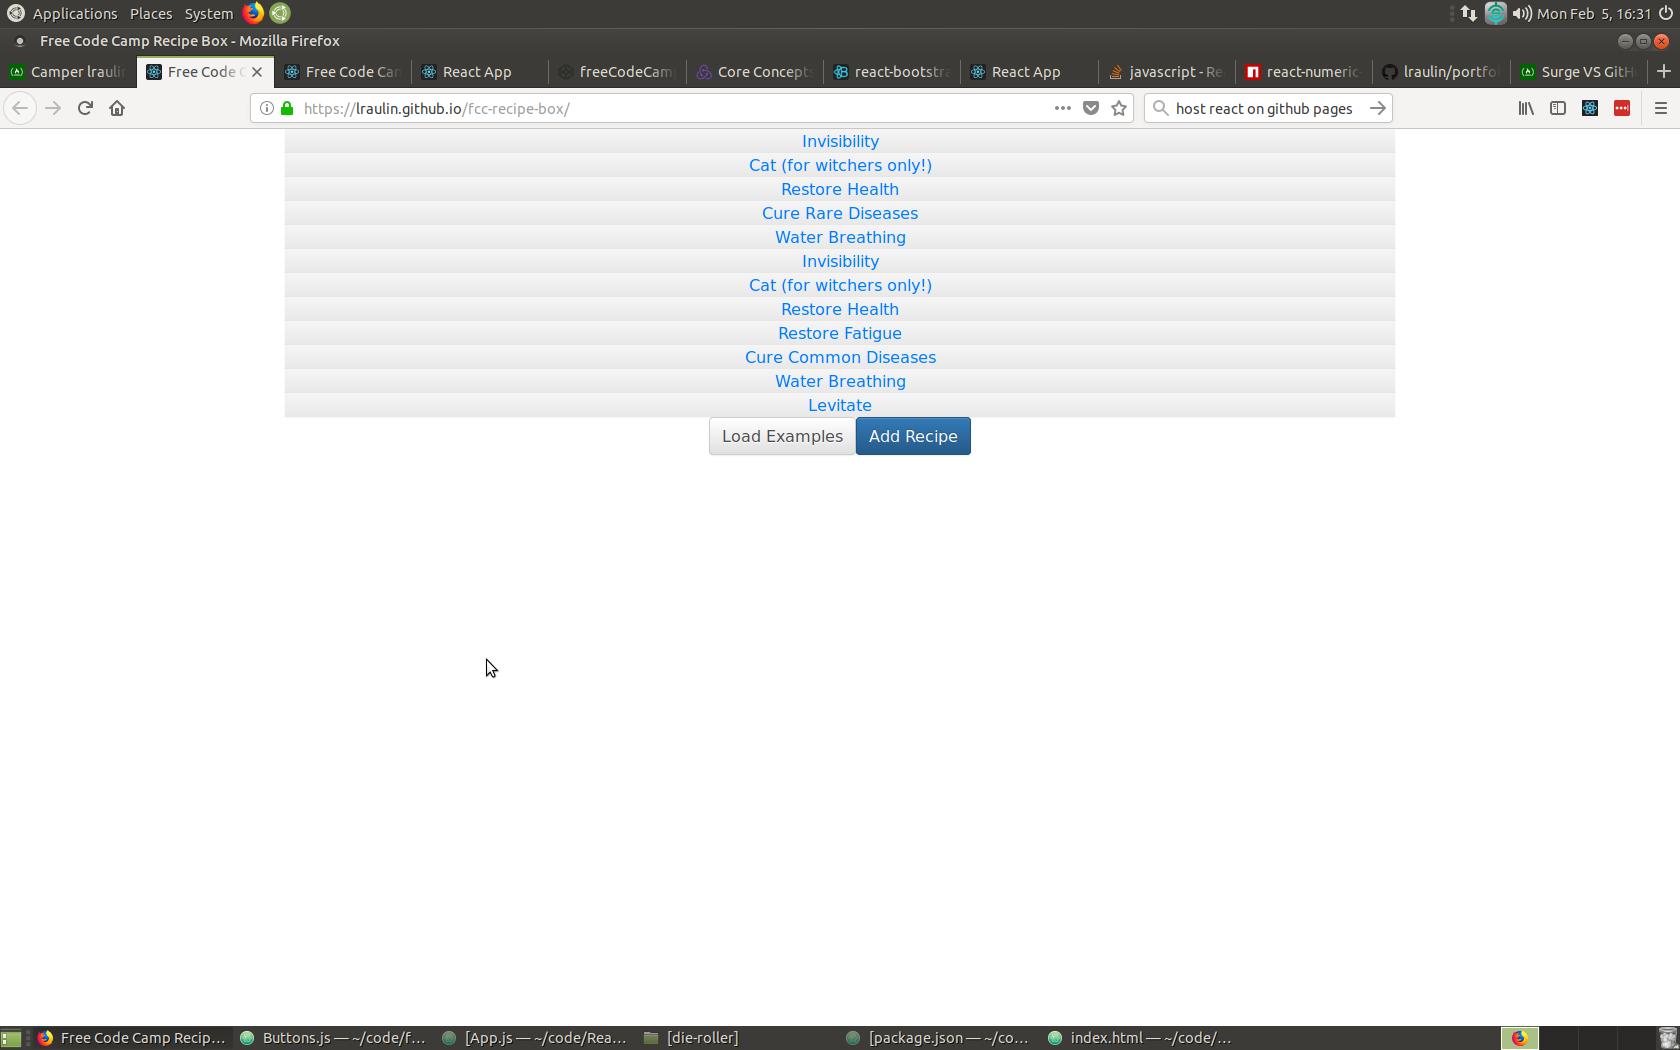 Applications Places System Mon Feb 5, 16:31
Free Code Camp Recipe Box - Mozilla Firefox
Camper lrauli Free Code C Free Code Ca React App freeCodeCam Core Concept react-bootstr React App javascript - Re react-numeric lraulin/portfo Surge VS GitH
https://lraulin.github.io/fcc-recipe-box/ host react on github pages
Invisibility
Cat (for witchers only!)
Restore Health
Cure Rare Diseases
Water Breathing
Invisibility
Cat (for witchers only!)
Restore Health
Restore Fatigue
Cure Common Diseases
Water Breathing
Levitate
Load Examples Add Recipe
Free Code Camp Recip... Buttons.js — ~/code/f... [App.js — ~/code/Rea... [die-roller] [package.json — ~/co... index.html — ~/code/...